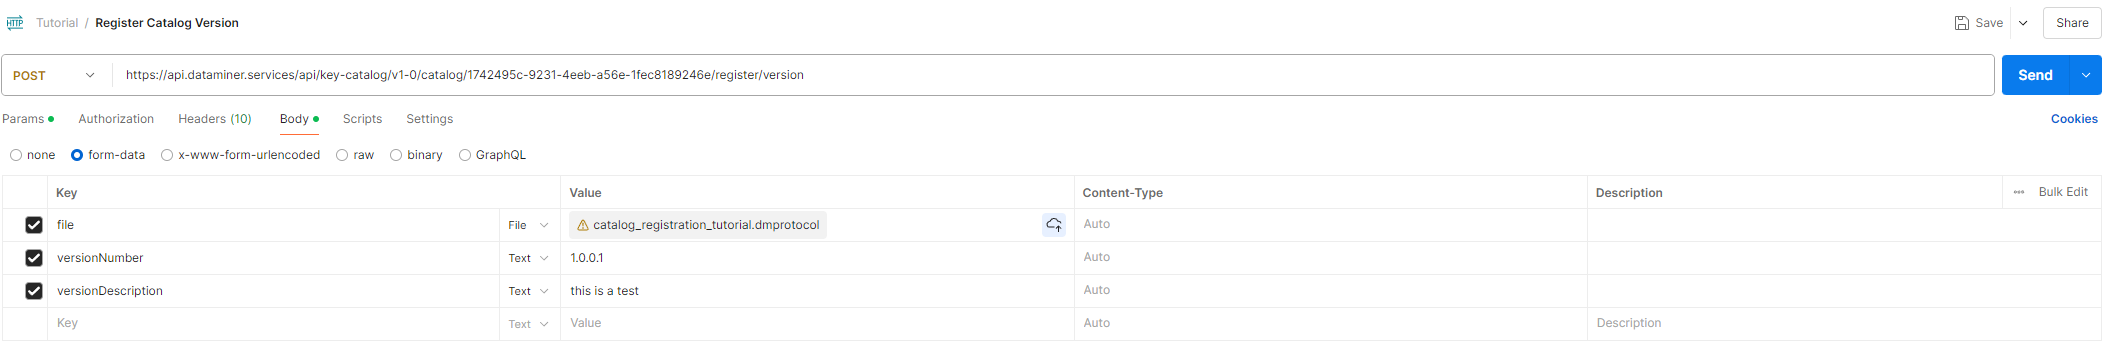 HTTP Tutorial / Register Catalog Version Save Share
POST https://api.dataminer.services/api/key-catalog/v1-0/catalog/1742495c-9231-4eeb-a56e-1fec8189246e/register/version Send
Params Authorization Headers (10) Body Scripts Settings Cookies
none form-data x-www-form-urlencoded raw binary GraphQL
Key Value Content-Type Description Bulk Edit
file File catalog_registration_tutorial.dmprotocol Auto
versionNumber Text 1.0.0.1 Auto
versionDescription Text this is a test Auto
Key Text Value Auto Description